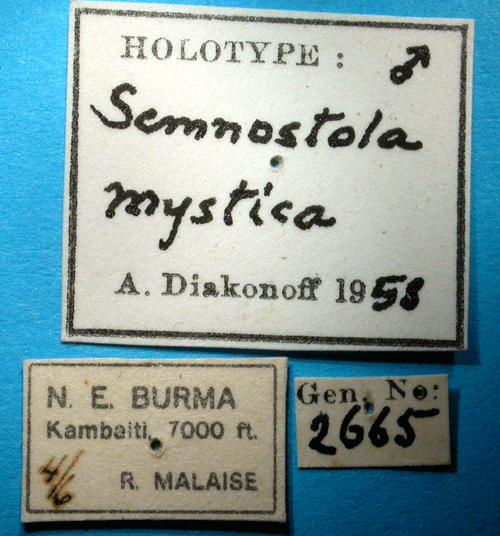 HOLOTYPE : ♂
Semnostola
mystica
A. Diakonoff 1958
N. E. BURMA
Kambaiti, 7000 ft.
4/6
R. MALAISE
Gen. No:
2665